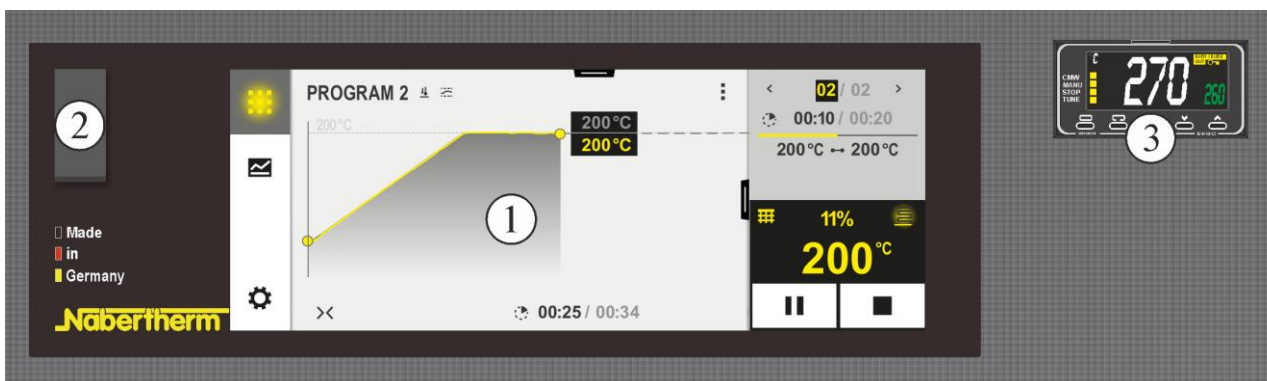 2
Made
in
Germany
Nabertherm
PROGRAM 2
200°C
200°C
200°C
1
00:25 / 00:34
< 02 / 02 >
00:10 / 00:20
200°C ↔ 200°C
11%
200°C
C
270
260
CMW
MANU
STOP
TUNE
3